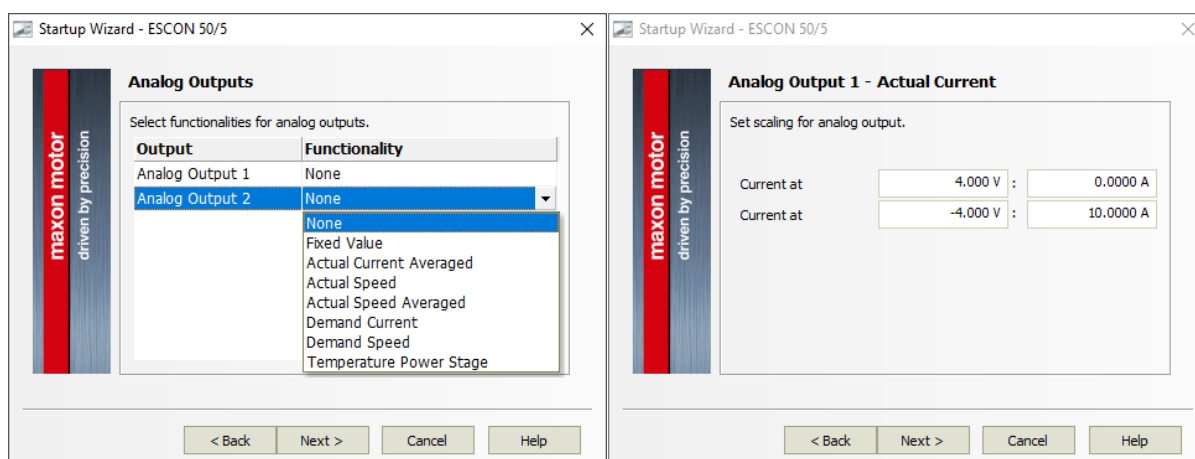 Startup Wizard - ESCON 50/5
maxon motor
driven by precision
Analog Outputs
Select functionalities for analog outputs.
Output Functionality
Analog Output 1 None
Analog Output 2 None
None
Fixed Value
Actual Current Averaged
Actual Speed
Actual Speed Averaged
Demand Current
Demand Speed
Temperature Power Stage
< Back Next > Cancel Help
Startup Wizard - ESCON 50/5
maxon motor
driven by precision
Analog Output 1 - Actual Current
Set scaling for analog output.
Current at 4.000 V : 0.0000 A
Current at -4.000 V : 10.0000 A
< Back Next > Cancel Help